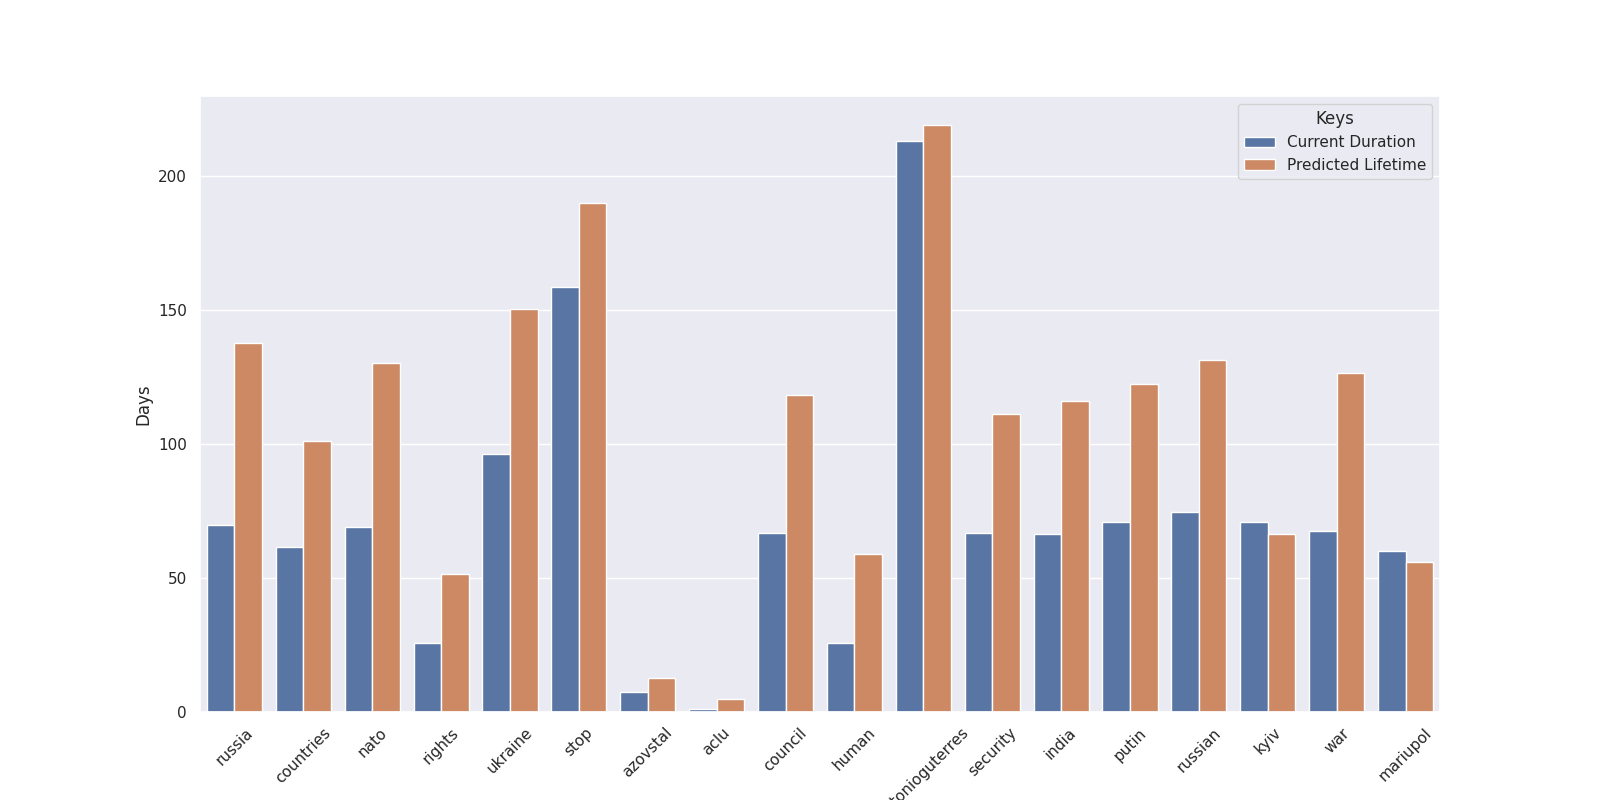 Keys
Current Duration
Predicted Lifetime
200
150
100
50
0
Days
russia
countries
nato
rights
ukraine
stop
azovstal
aclu
council
human
tonioguterres
security
india
putin
russian
kyiv
war
mariupol